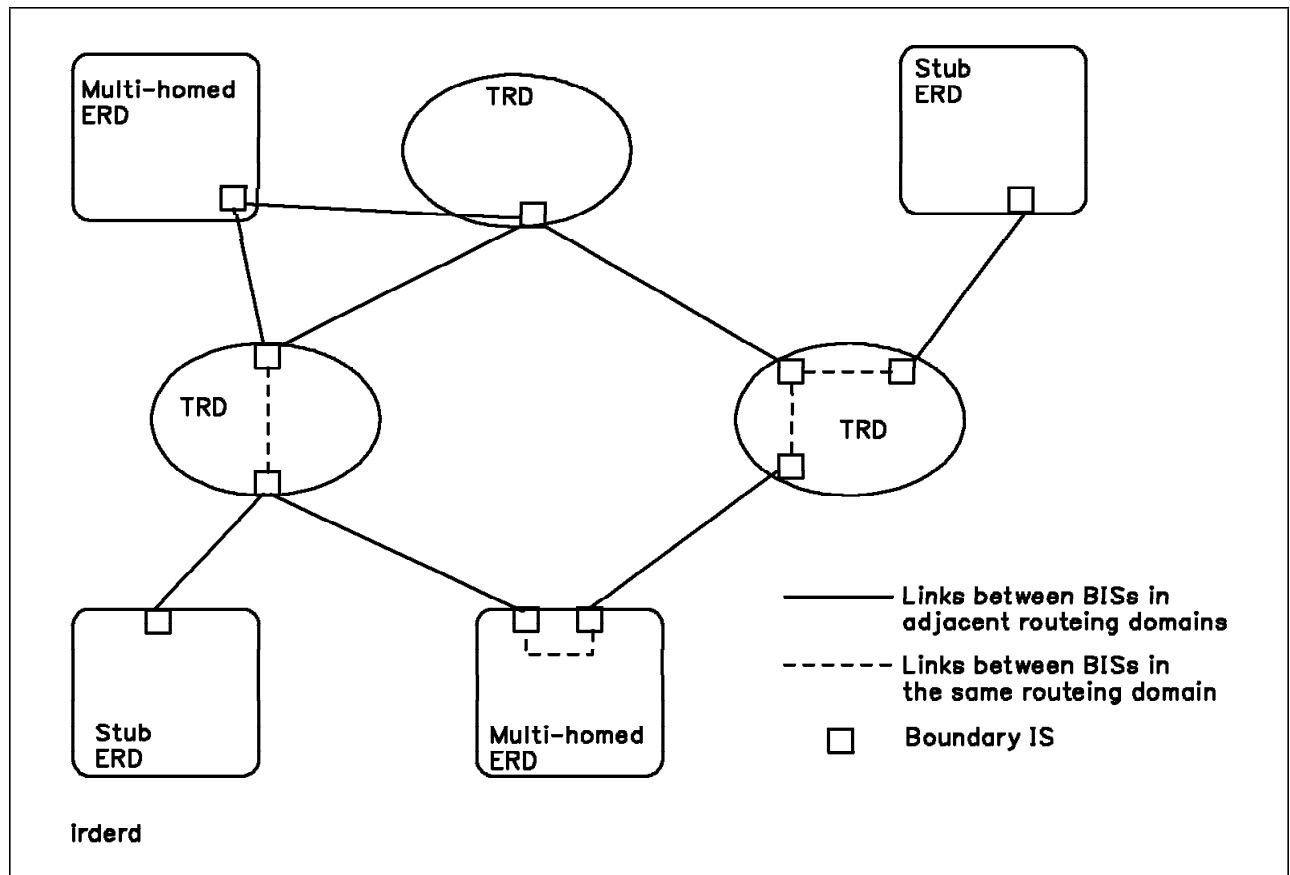 Multi-homed
ERD
TRD
Stub
ERD
TRD
TRD
Links between BISs in
adjacent routeing domains
Links between BISs in
the same routeing domain
Boundary IS
Stub
ERD
Multi-homed
ERD
irderd